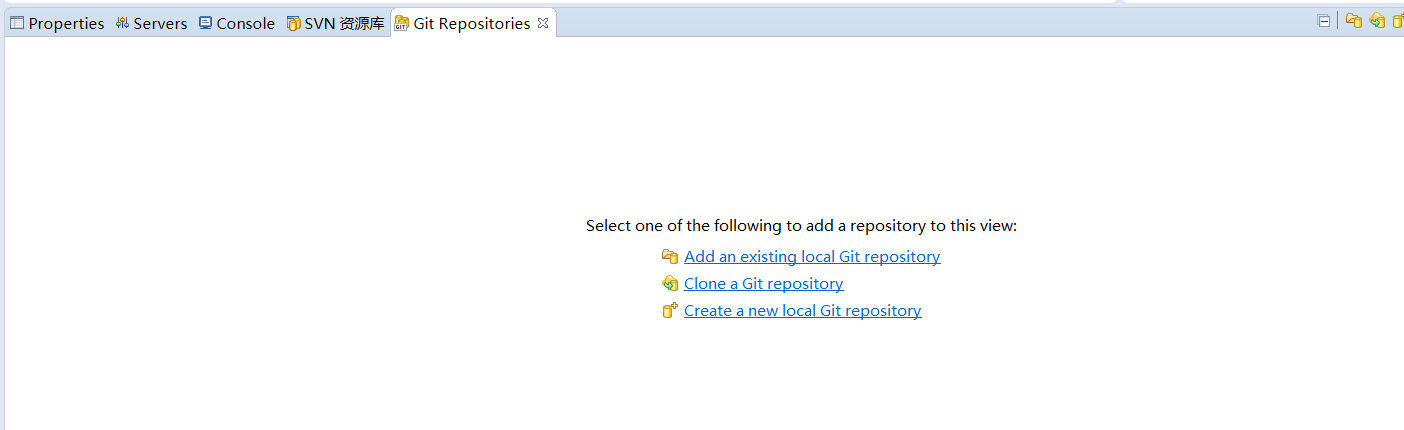 Properties Servers Console SVN 资源库 Git Repositories
Select one of the following to add a repository to this view:
Add an existing local Git repository
Clone a Git repository
Create a new local Git repository